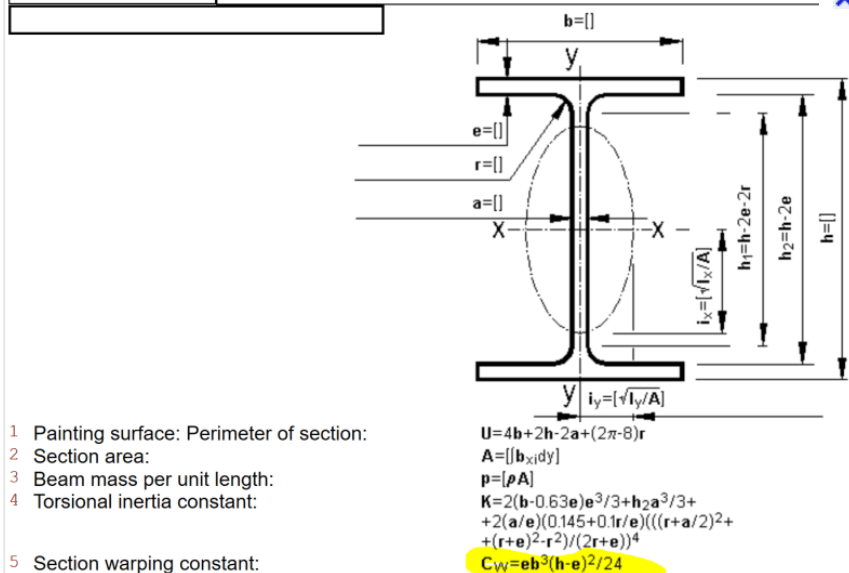 b=[]
y
e=[]
r=[]
a=[]
X
X
ix=[√Ix/A]
h1=h-2e-2r
h2=h-2e
h=[]
y iy=[√Iy/A]
1 Painting surface: Perimeter of section: U=4b+2h-2a+(2π-8)r
2 Section area: A=[∫bxidy]
3 Beam mass per unit length: p=[ρA]
4 Torsional inertia constant: K=2(b-0.63e)e³/3+h2a³/3+
+2(a/e)(0.145+0.1r/e)(((r+a/2)²+
+(r+e)²-r²)/(2r+e))⁴
5 Section warping constant: CW=eb³(h-e)²/24